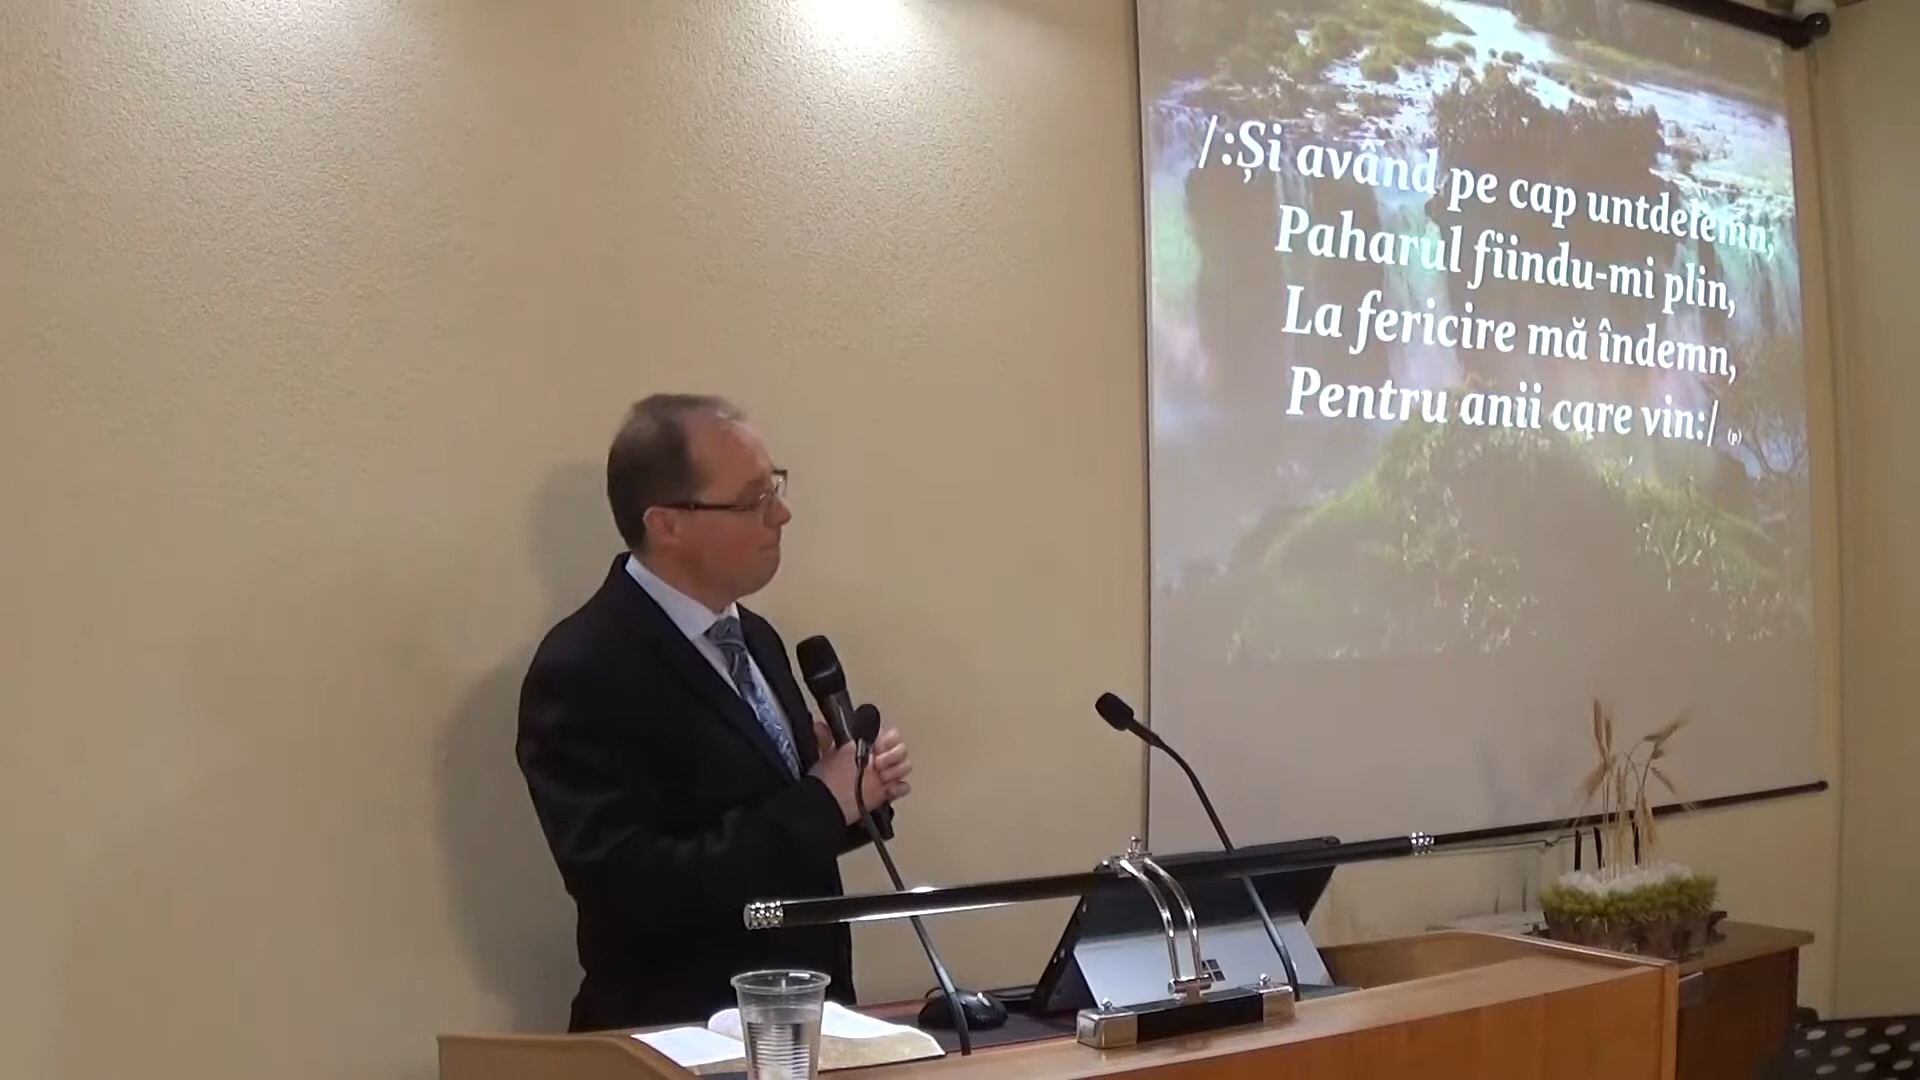 /:Și având pe cap untdelemn,
Paharul fiindu-mi plin,
La fericire mă îndemn,
Pentru anii care vin:/ (p)